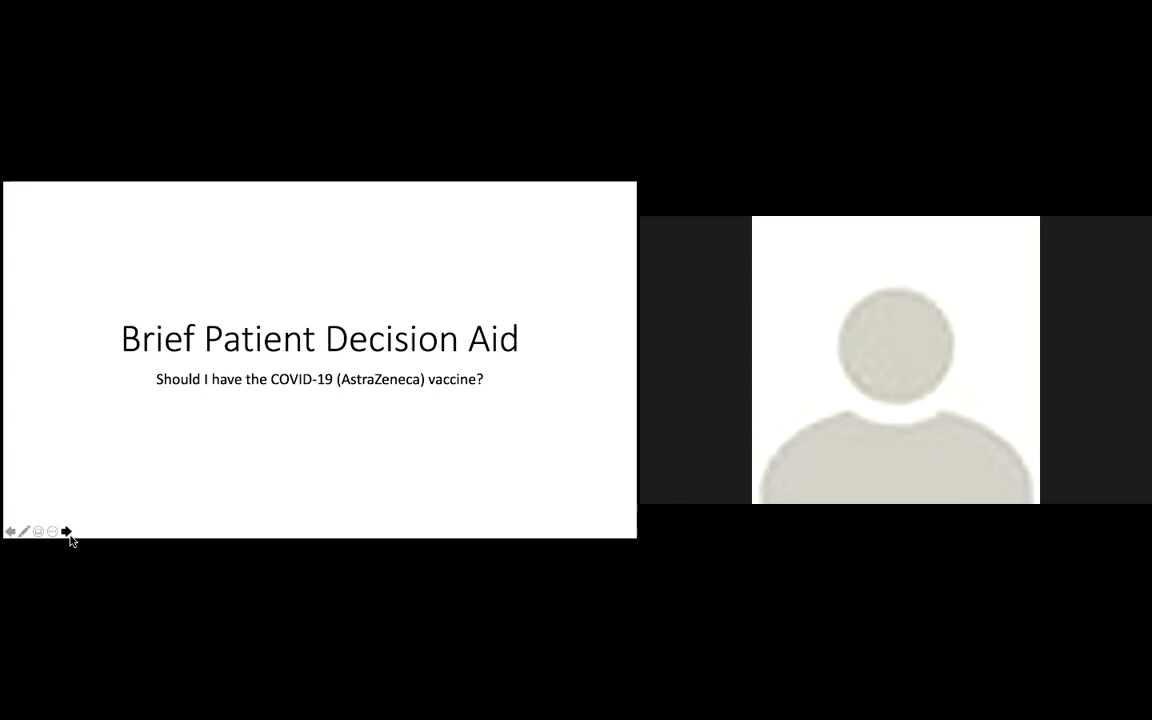 Brief Patient Decision Aid
Should I have the COVID-19 (AstraZeneca) vaccine?